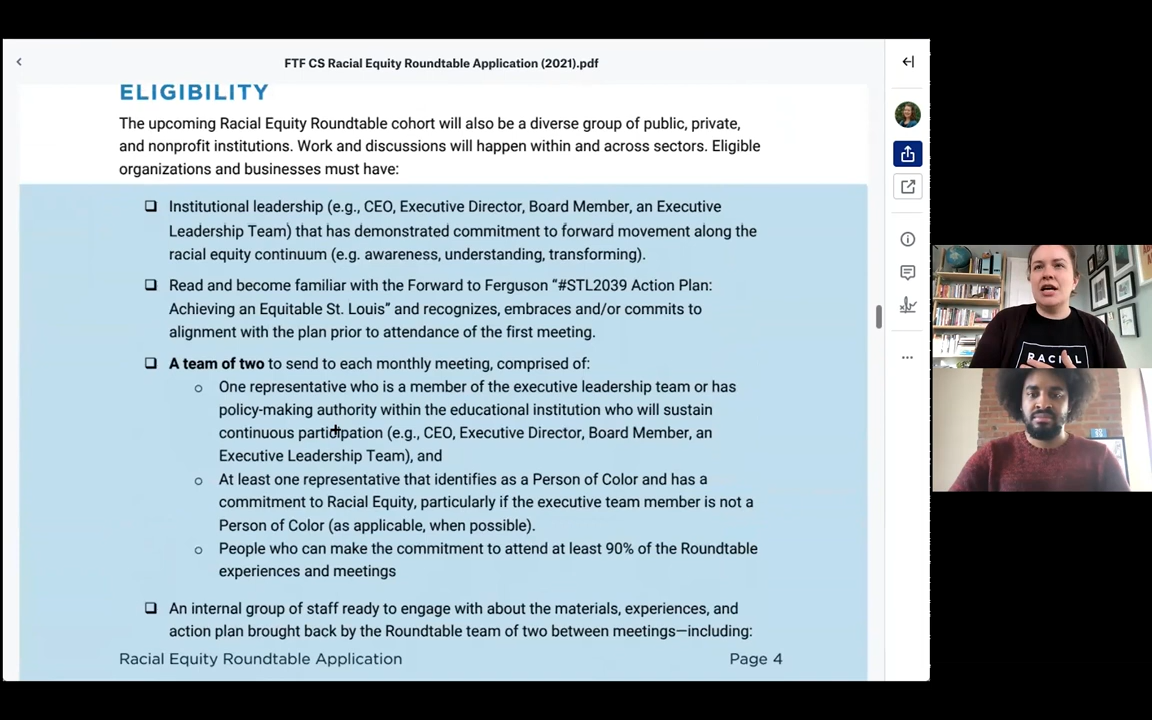 FTF CS Racial Equity Roundtable Application (2021).pdf
ELIGIBILITY
The upcoming Racial Equity Roundtable cohort will also be a diverse group of public, private,
and nonprofit institutions. Work and discussions will happen within and across sectors. Eligible
organizations and businesses must have:
Institutional leadership (e.g., CEO, Executive Director, Board Member, an Executive
Leadership Team) that has demonstrated commitment to forward movement along the
racial equity continuum (e.g. awareness, understanding, transforming).
Read and become familiar with the Forward to Ferguson “#STL2039 Action Plan:
Achieving an Equitable St. Louis” and recognizes, embraces and/or commits to
alignment with the plan prior to attendance of the first meeting.
A team of two to send to each monthly meeting, comprised of:
One representative who is a member of the executive leadership team or has
policy-making authority within the educational institution who will sustain
continuous participation (e.g., CEO, Executive Director, Board Member, an
Executive Leadership Team), and
At least one representative that identifies as a Person of Color and has a
commitment to Racial Equity, particularly if the executive team member is not a
Person of Color (as applicable, when possible).
People who can make the commitment to attend at least 90% of the Roundtable
experiences and meetings
An internal group of staff ready to engage with about the materials, experiences, and
action plan brought back by the Roundtable team of two between meetings—including:
Racial Equity Roundtable Application Page 4
RACIAL